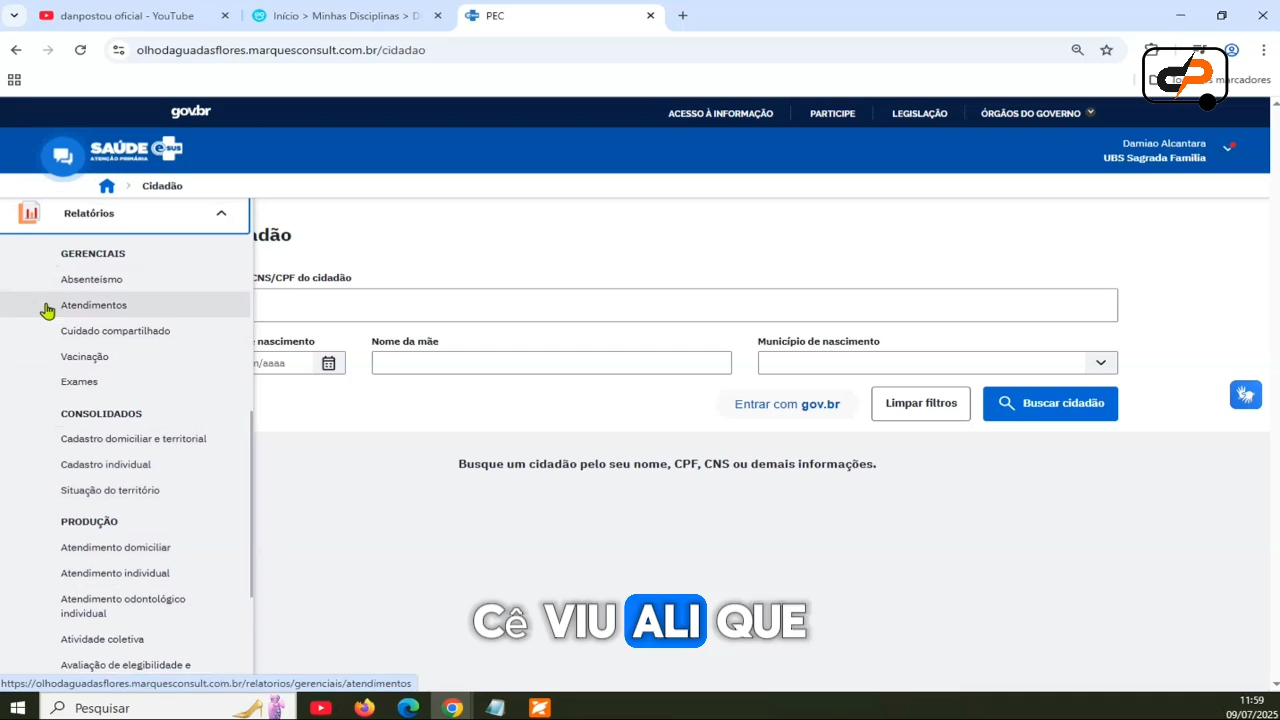 danpostou oficial - YouTube
Início > Minhas Disciplinas > D
PEC
olhodaguadasflores.marquesconsult.com.br/cidadao
marcadores
gov.br
ACESSO À INFORMAÇÃO
PARTICIPE
LEGISLAÇÃO
ÓRGÃOS DO GOVERNO
SAÚDE e-SUS
ATENÇÃO PRIMÁRIA
Damiao Alcantara
UBS Sagrada Familia
Cidadão
Relatórios
GERENCIAIS
Absenteísmo
Atendimentos
Cuidado compartilhado
Vacinação
Exames
CONSOLIDADOS
Cadastro domiciliar e territorial
Cadastro individual
Situação do território
PRODUÇÃO
Atendimento domiciliar
Atendimento individual
Atendimento odontológico
individual
Atividade coletiva
Avaliação de elegibilidade e
dadão
CNS/CPF do cidadão
nascimento
Nome da mãe
Município de nascimento
m/aaaa
Entrar com gov.br
Limpar filtros
Buscar cidadão
Busque um cidadão pelo seu nome, CPF, CNS ou demais informações.
CÊ VIU ALI QUE
https://olhodaguadasflores.marquesconsult.com.br/relatorios/gerenciais/atendimentos
Pesquisar
11:59
09/07/2025